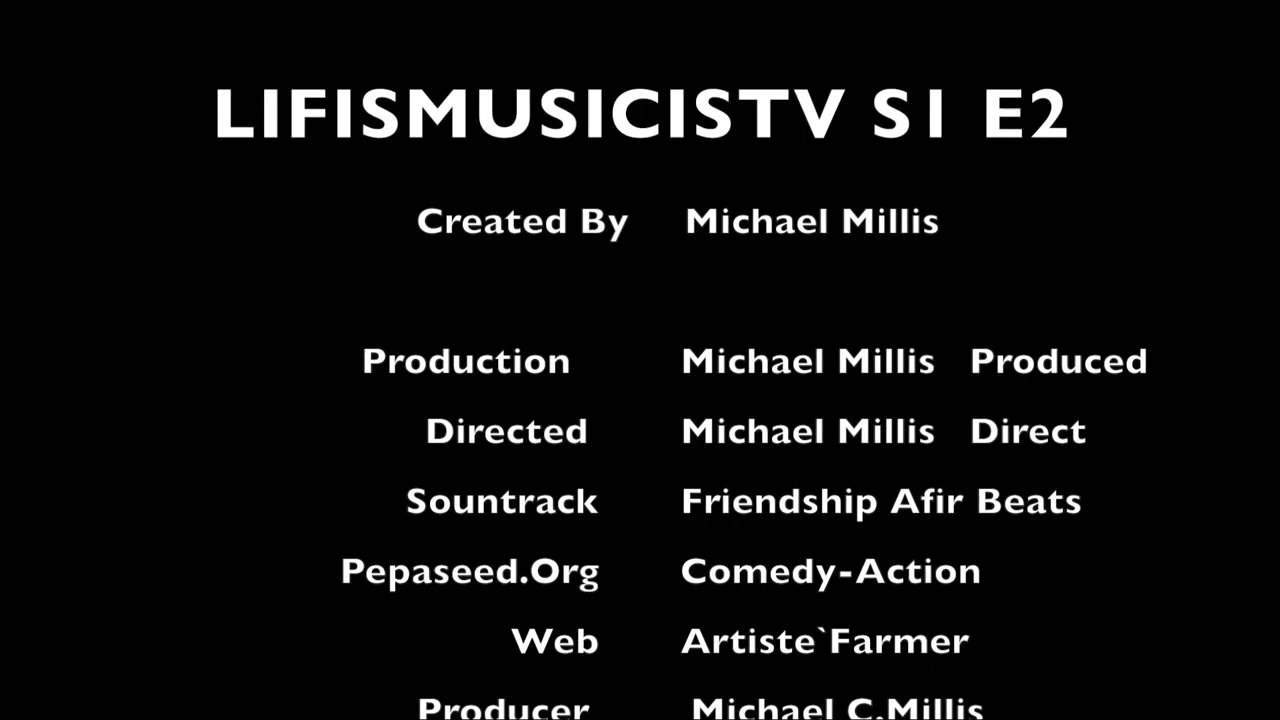 LIFISMUSICISTV S1 E2
Created By Michael Millis
Production Michael Millis Produced
Directed Michael Millis Direct
Sountrack Friendship Afir Beats
Pepaseed.Org Comedy-Action
Web Artiste`Farmer
Producer Michael C.Millis